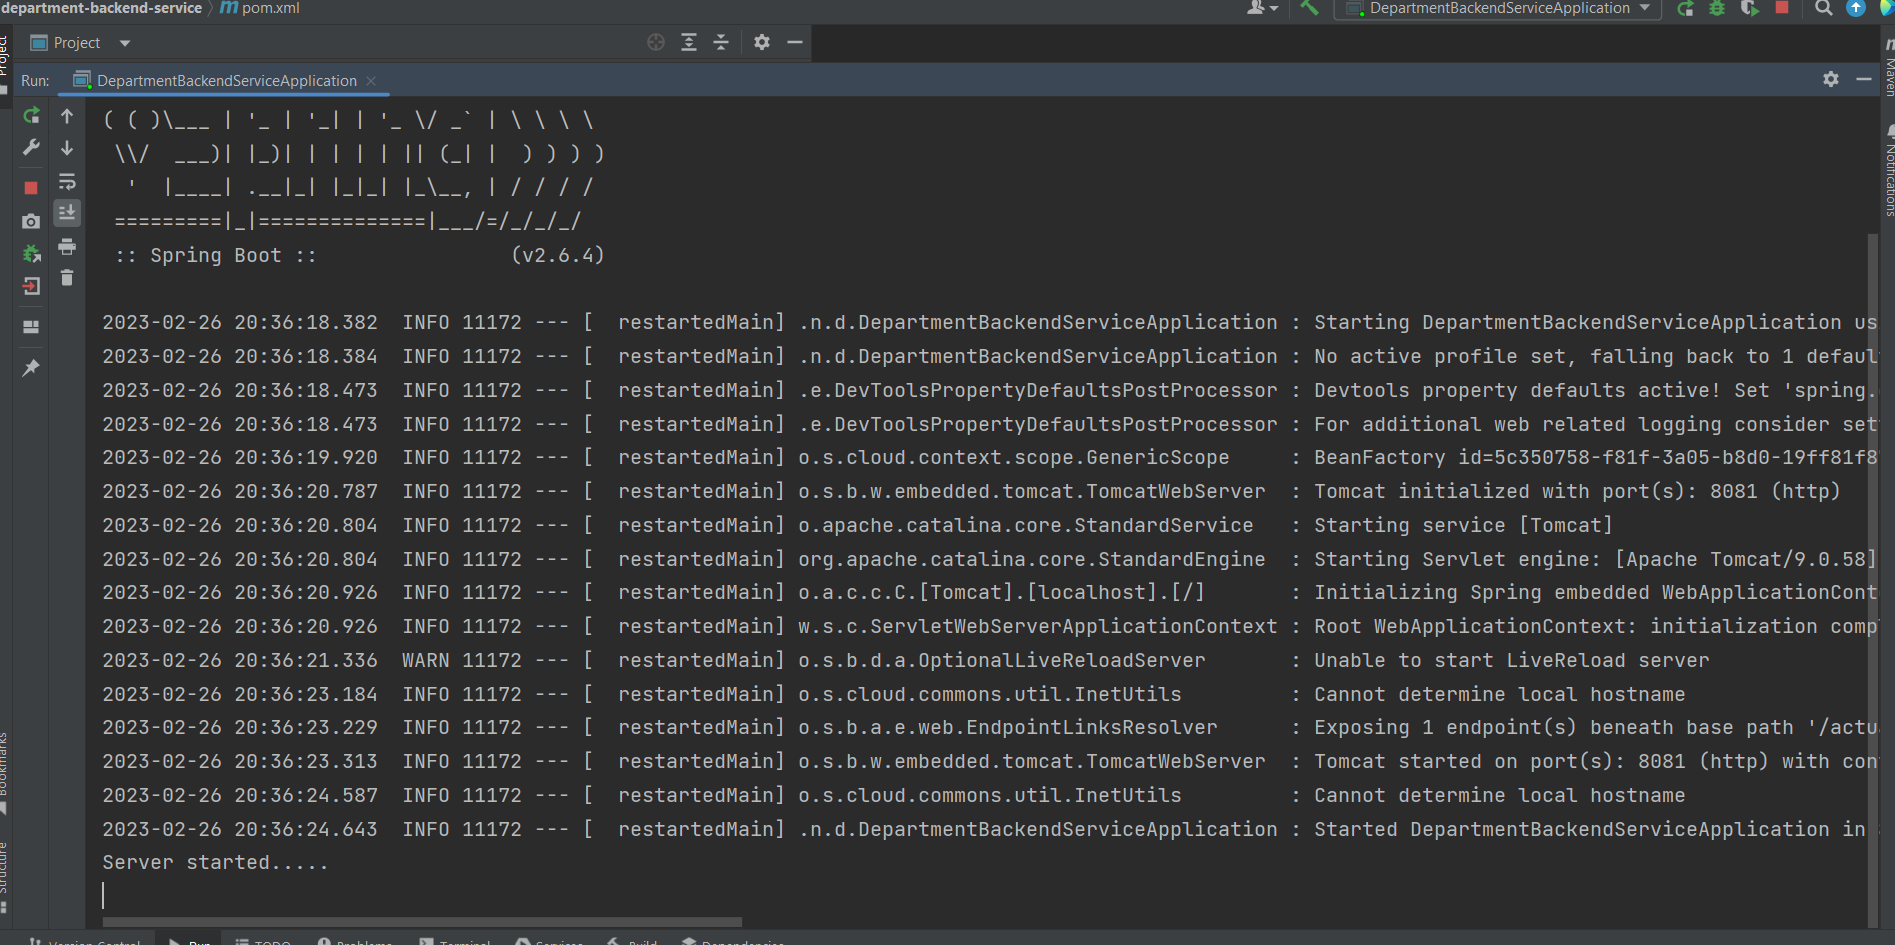 department-backend-service pom.xml
DepartmentBackendServiceApplication
Project
Project
Maven
Notifications
Run: DepartmentBackendServiceApplication
( ( )\___ | '_ | '_| | '_ \/ _` | \ \ \ \
\\/  ___)| |_)| | | | | || (_| |  ) ) ) )
'  |____| .__|_| |_|_| |_\__, | / / / /
=========|_|==============|___/=/_/_/_/
:: Spring Boot ::                (v2.6.4)
2023-02-26 20:36:18.382  INFO 11172 --- [  restartedMain] .n.d.DepartmentBackendServiceApplication : Starting DepartmentBackendServiceApplication us
2023-02-26 20:36:18.384  INFO 11172 --- [  restartedMain] .n.d.DepartmentBackendServiceApplication : No active profile set, falling back to 1 defaul
2023-02-26 20:36:18.473  INFO 11172 --- [  restartedMain] .e.DevToolsPropertyDefaultsPostProcessor : Devtools property defaults active! Set 'spring.
2023-02-26 20:36:18.473  INFO 11172 --- [  restartedMain] .e.DevToolsPropertyDefaultsPostProcessor : For additional web related logging consider set
2023-02-26 20:36:19.920  INFO 11172 --- [  restartedMain] o.s.cloud.context.scope.GenericScope     : BeanFactory id=5c350758-f81f-3a05-b8d0-19ff81f8
2023-02-26 20:36:20.787  INFO 11172 --- [  restartedMain] o.s.b.w.embedded.tomcat.TomcatWebServer  : Tomcat initialized with port(s): 8081 (http)
2023-02-26 20:36:20.804  INFO 11172 --- [  restartedMain] o.apache.catalina.core.StandardService   : Starting service [Tomcat]
2023-02-26 20:36:20.804  INFO 11172 --- [  restartedMain] org.apache.catalina.core.StandardEngine  : Starting Servlet engine: [Apache Tomcat/9.0.58]
2023-02-26 20:36:20.926  INFO 11172 --- [  restartedMain] o.a.c.c.C.[Tomcat].[localhost].[/]       : Initializing Spring embedded WebApplicationCont
2023-02-26 20:36:20.926  INFO 11172 --- [  restartedMain] w.s.c.ServletWebServerApplicationContext : Root WebApplicationContext: initialization compl
2023-02-26 20:36:21.336  WARN 11172 --- [  restartedMain] o.s.b.d.a.OptionalLiveReloadServer       : Unable to start LiveReload server
2023-02-26 20:36:23.184  INFO 11172 --- [  restartedMain] o.s.cloud.commons.util.InetUtils         : Cannot determine local hostname
2023-02-26 20:36:23.229  INFO 11172 --- [  restartedMain] o.s.b.a.e.web.EndpointLinksResolver      : Exposing 1 endpoint(s) beneath base path '/actu
2023-02-26 20:36:23.313  INFO 11172 --- [  restartedMain] o.s.b.w.embedded.tomcat.TomcatWebServer  : Tomcat started on port(s): 8081 (http) with con
2023-02-26 20:36:24.587  INFO 11172 --- [  restartedMain] o.s.cloud.commons.util.InetUtils         : Cannot determine local hostname
2023-02-26 20:36:24.643  INFO 11172 --- [  restartedMain] .n.d.DepartmentBackendServiceApplication : Started DepartmentBackendServiceApplication in
Server started.....
Bookmarks
Structure
Version Control Run TODO Problems Terminal Services Build Dependencies